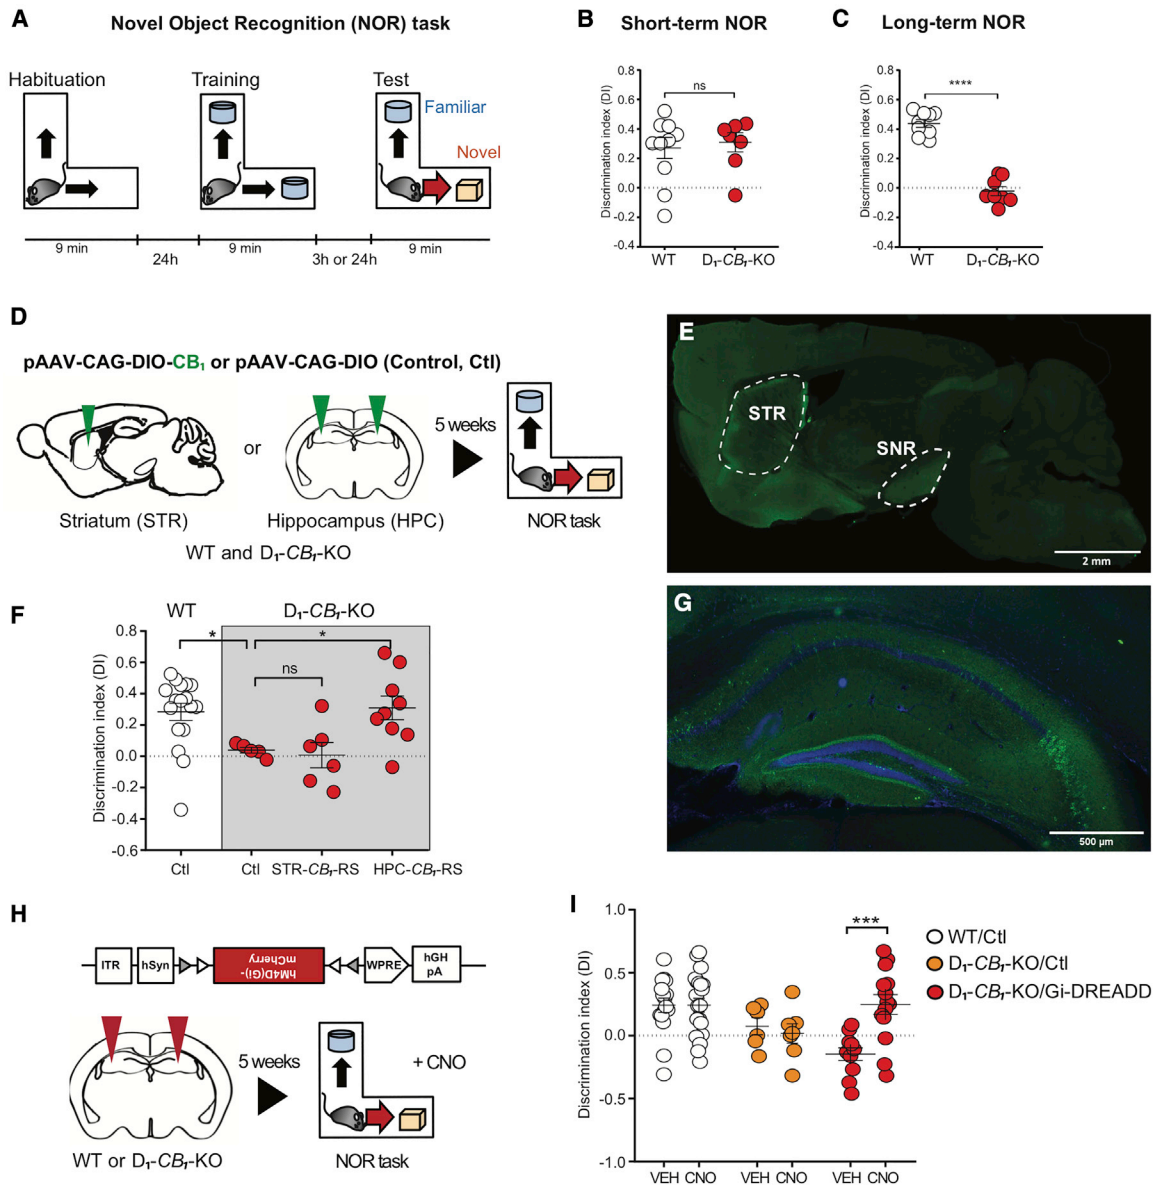 A
Novel Object Recognition (NOR) task
Habituation
Training
Test
Familiar
Novel
9 min
9 min
9 min
24h
3h or 24h
B
Short-term NOR
Discrimination index (DI)
0.8
0.6
0.4
0.2
0.0
-0.2
-0.4
ns
WT
D₁-CB₁-KO
C
Long-term NOR
Discrimination index (DI)
0.8
0.6
0.4
0.2
0.0
-0.2
-0.4
****
WT
D₁-CB₁-KO
D
pAAV-CAG-DIO-CB₁ or pAAV-CAG-DIO (Control, Ctl)
or
5 weeks
Striatum (STR)
Hippocampus (HPC)
NOR task
WT and D₁-CB₁-KO
E
STR
SNR
2 mm
F
WT
D₁-CB₁-KO
Discrimination index (DI)
0.8
0.6
0.4
0.2
0.0
-0.2
-0.4
-0.6
*
*
ns
Ctl
Ctl
STR-CB₁-RS
HPC-CB₁-RS
G
500 µm
H
ITR
hSyn
hM4D(Gi)-
mCherry
WPRE
hGH
pA
5 weeks
+ CNO
WT or D₁-CB₁-KO
NOR task
I
Discrimination index (DI)
1.0
0.5
0.0
-0.5
-1.0
***
VEH CNO
VEH CNO
VEH CNO
WT/Ctl
D₁-CB₁-KO/Ctl
D₁-CB₁-KO/Gi-DREADD